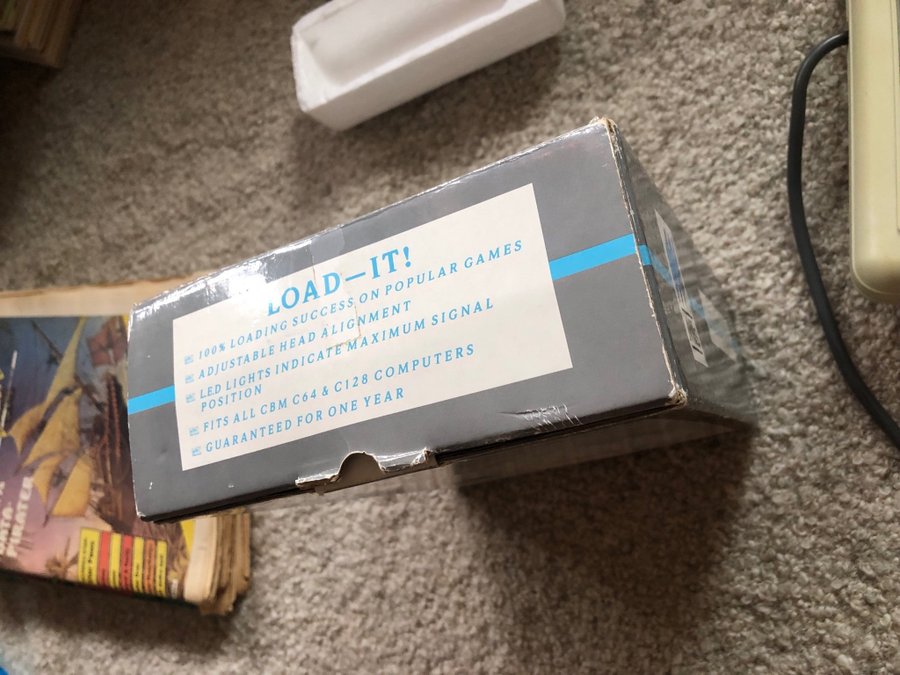 LOAD—IT!
100% LOADING SUCCESS ON POPULAR GAMES
ADJUSTABLE HEAD ALIGNMENT
LED LIGHTS INDICATE MAXIMUM SIGNAL
POSITION
FITS ALL CBM C64 & C128 COMPUTERS
GUARANTEED FOR ONE YEAR
PIRATES